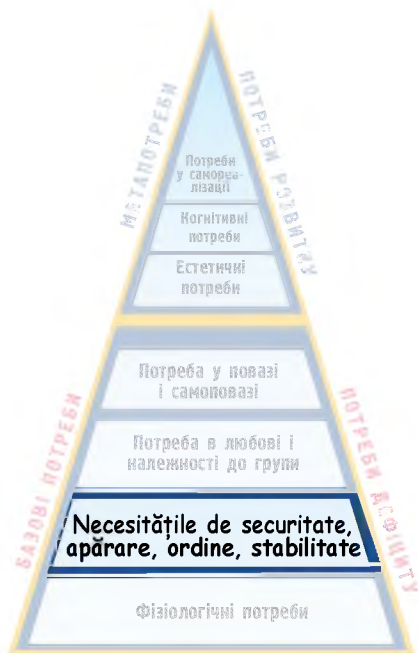 МЕТАПОТРЕБИ
ПОТРЕБИ РОЗВИТКУ
Потреби
у самореа-
лізації
Когнітивні
потреби
Естетичні
потреби
БАЗОВІ ПОТРЕБИ
ПОТРЕБИ ДЕФІЦИТУ
Потреба у повазі
і самоповазі
Потреба в любові і
належності до групи
Necesitățile de securitate,
apărare, ordine, stabilitate
Фізіологічні потреби